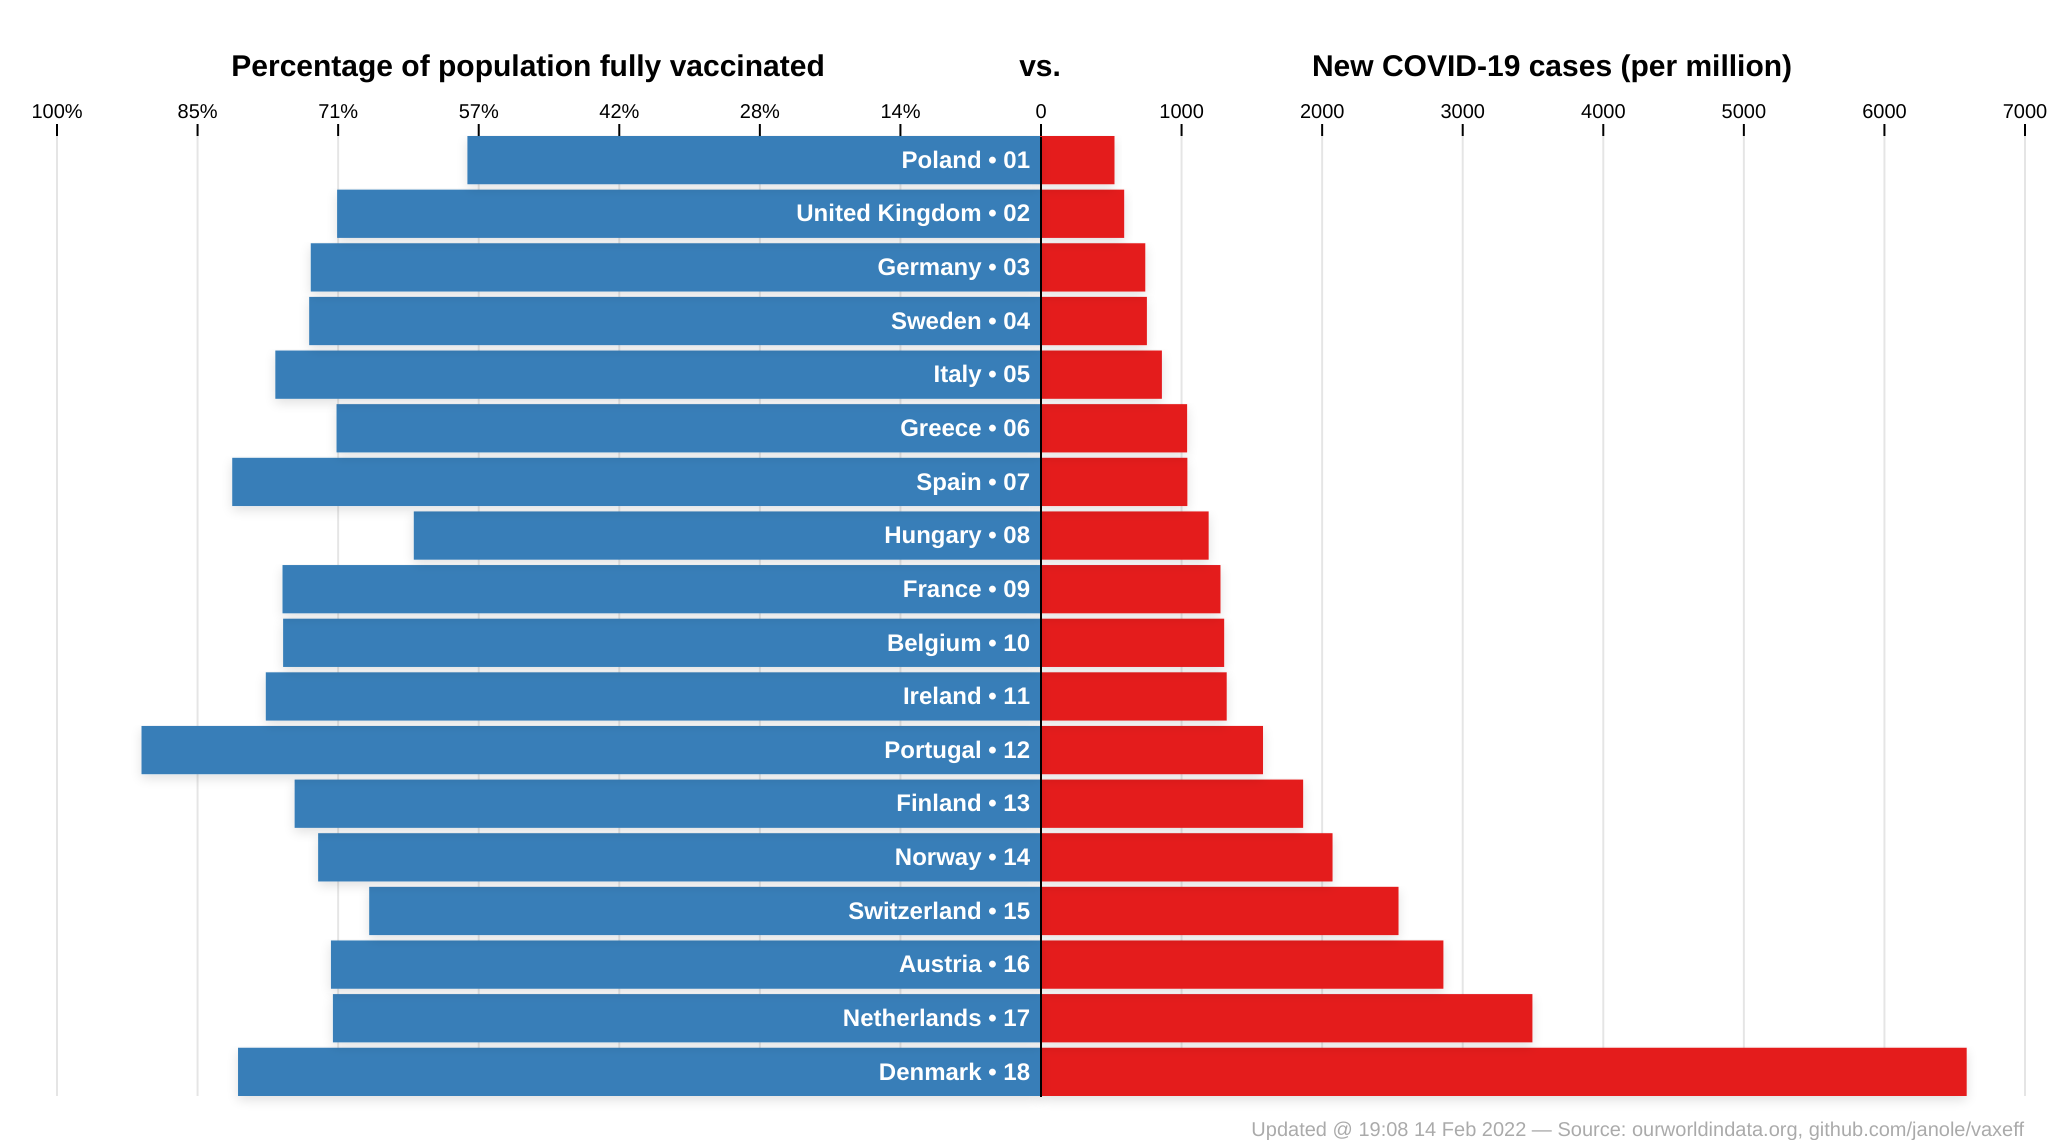 Percentage of population fully vaccinated vs. New COVID-19 cases (per million)
100% 85% 71% 57% 42% 28% 14% 0 1000 2000 3000 4000 5000 6000 7000
Poland • 01
United Kingdom • 02
Germany • 03
Sweden • 04
Italy • 05
Greece • 06
Spain • 07
Hungary • 08
France • 09
Belgium • 10
Ireland • 11
Portugal • 12
Finland • 13
Norway • 14
Switzerland • 15
Austria • 16
Netherlands • 17
Denmark • 18
Updated @ 19:08 14 Feb 2022 — Source: ourworldindata.org, github.com/janole/vaxeff